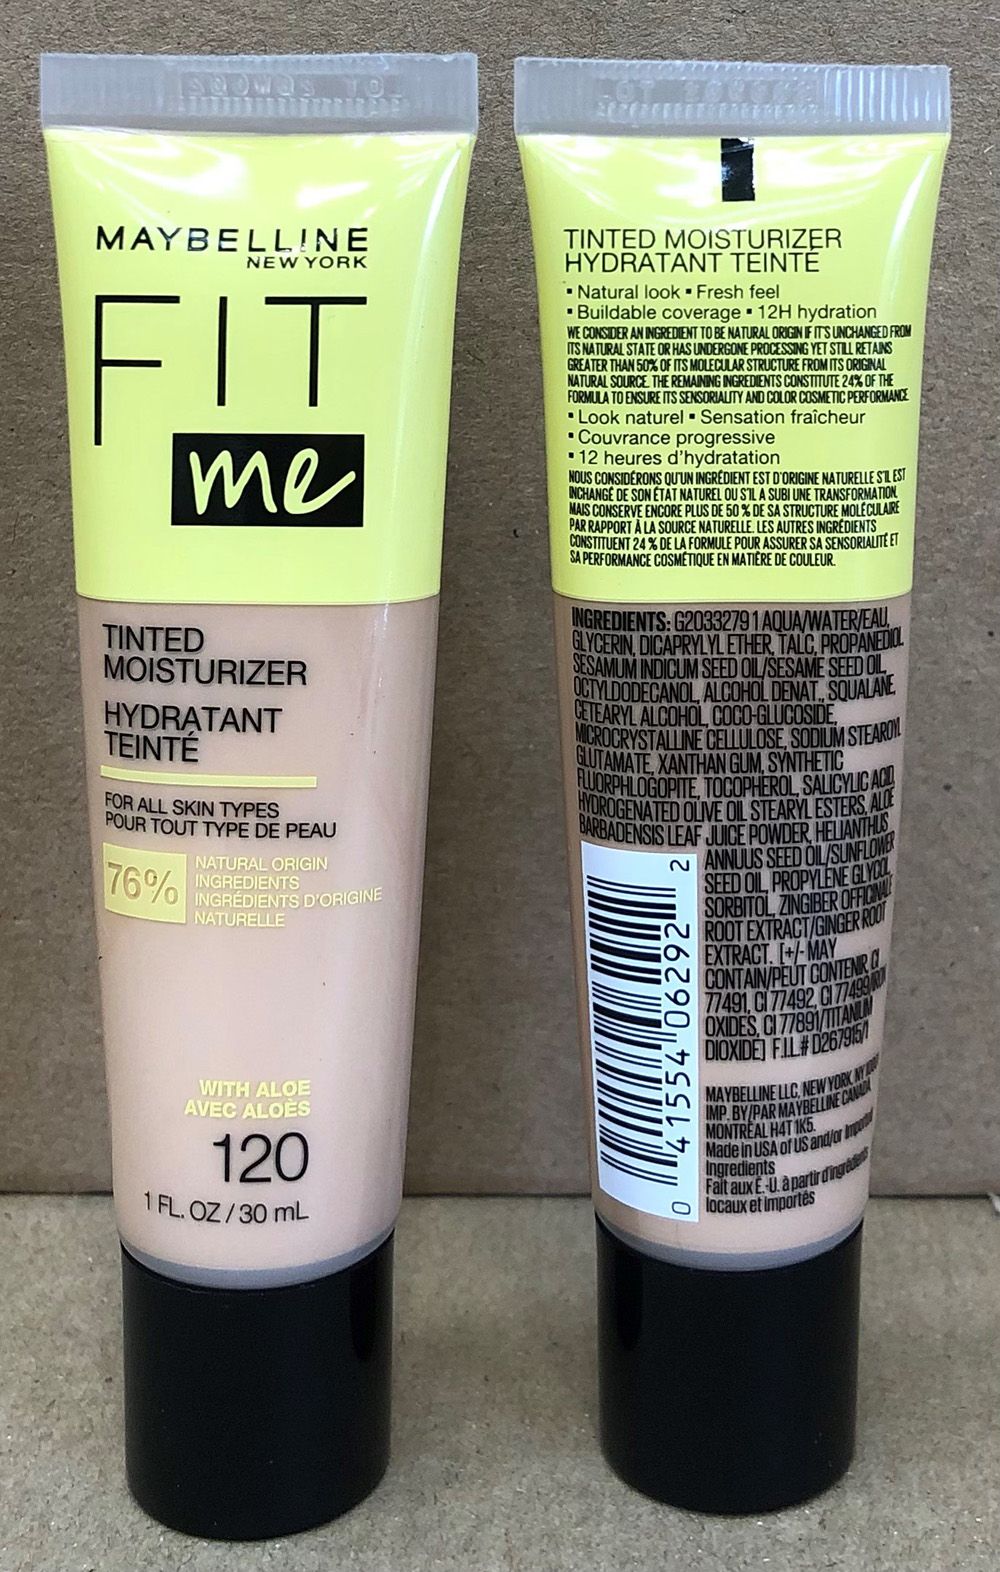 MAYBELLINE
NEW YORK
FIT
me
TINTED
MOISTURIZER
HYDRATANT
TEINTÉ
FOR ALL SKIN TYPES
POUR TOUT TYPE DE PEAU
76%
NATURAL ORIGIN
INGREDIENTS
INGRÉDIENTS D'ORIGINE
NATURELLE
WITH ALOE
AVEC ALOÈS
120
1 FL. OZ / 30 mL
TINTED MOISTURIZER
HYDRATANT TEINTÉ
▪ Natural look ▪ Fresh feel
▪ Buildable coverage ▪ 12H hydration
WE CONSIDER AN INGREDIENT TO BE NATURAL ORIGIN IF IT'S UNCHANGED FROM
ITS NATURAL STATE OR HAS UNDERGONE PROCESSING YET STILL RETAINS
GREATER THAN 50% OF ITS MOLECULAR STRUCTURE FROM ITS ORIGINAL
NATURAL SOURCE. THE REMAINING INGREDIENTS CONSTITUTE 24% OF THE
FORMULA TO ENSURE ITS SENSORIALITY AND COLOR COSMETIC PERFORMANCE.
▪ Look naturel ▪ Sensation fraîcheur
▪ Couvrance progressive
▪ 12 heures d'hydratation
NOUS CONSIDÉRONS QU'UN INGRÉDIENT EST D'ORIGINE NATURELLE S'IL EST
INCHANGÉ DE SON ÉTAT NATUREL OU S'IL A SUBI UNE TRANSFORMATION,
MAIS CONSERVE ENCORE PLUS DE 50 % DE SA STRUCTURE MOLÉCULAIRE
PAR RAPPORT À LA SOURCE NATURELLE. LES AUTRES INGRÉDIENTS
CONSTITUENT 24 % DE LA FORMULE POUR ASSURER SA SENSORIALITÉ ET
SA PERFORMANCE COSMÉTIQUE EN MATIÈRE DE COULEUR.
INGREDIENTS: G2033279 1 AQUA/WATER/EAU,
GLYCERIN, DICAPRYLYL ETHER, TALC, PROPANEDIOL,
SESAMUM INDICUM SEED OIL/SESAME SEED OIL,
OCTYLDODECANOL, ALCOHOL DENAT., SQUALANE,
CETEARYL ALCOHOL, COCO-GLUCOSIDE,
MICROCRYSTALLINE CELLULOSE, SODIUM STEAROYL
GLUTAMATE, XANTHAN GUM, SYNTHETIC
FLUORPHLOGOPITE, TOCOPHEROL, SALICYLIC ACID,
HYDROGENATED OLIVE OIL STEARYL ESTERS, ALOE
BARBADENSIS LEAF JUICE POWDER, HELIANTHUS
ANNUUS SEED OIL/SUNFLOWER
SEED OIL, PROPYLENE GLYCOL,
SORBITOL, ZINGIBER OFFICINALE
ROOT EXTRACT/GINGER ROOT
EXTRACT. [+/- MAY
CONTAIN/PEUT CONTENIR, CI
77491, CI 77492, CI 77499/IRON
OXIDES, CI 77891/TITANIUM
DIOXIDE] F.I.L.# D267915/1
0 41554 06292 2
MAYBELLINE LLC, NEW YORK, NY
IMP. BY/PAR MAYBELLINE CANADA
MONTRÉAL H4T 1K5.
Made in USA of US and/or Imported
Ingredients
Fait aux É.-U. à partir d'ingrédients
locaux et importés